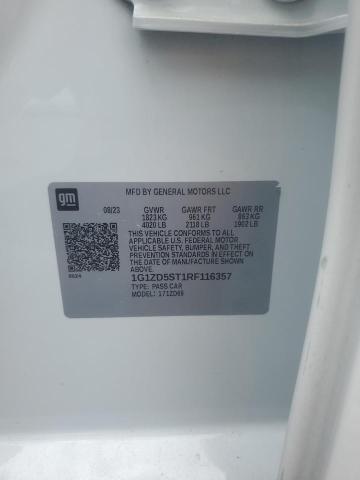 gm
MFD BY GENERAL MOTORS LLC
08/23 GVWR GAWR FRT GAWR RR
1823 KG 961 KG 863 KG
4020 LB 2118 LB 1902 LB
THIS VEHICLE CONFORMS TO ALL
APPLICABLE U.S. FEDERAL MOTOR
VEHICLE SAFETY, BUMPER, AND THEFT
PREVENTION STANDARDS IN EFFECT
ON THE DATE OF MANUFACTURE
SHOWN ABOVE.
1G1ZD5ST1RF116357
TYPE: PASS CAR
MODEL: 1ZD69